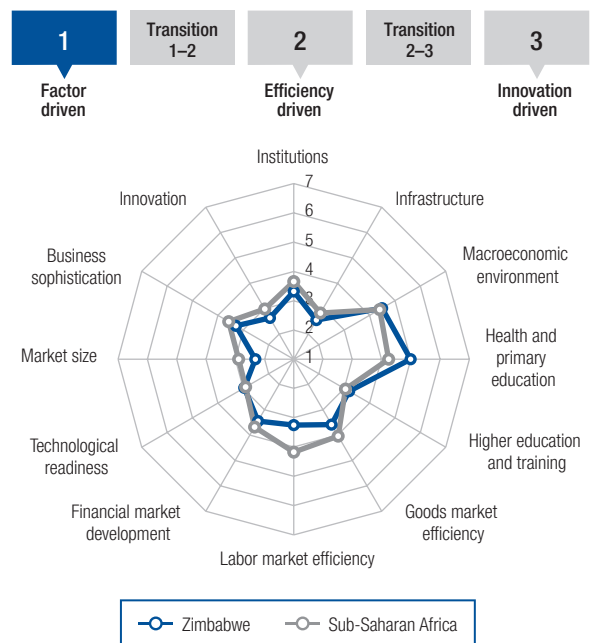 1
Transition
1–2
2
Transition
2–3
3
Factor
driven
Efficiency
driven
Innovation
driven
Institutions
Innovation
Infrastructure
Business
sophistication
Macroeconomic
environment
Market size
Health and
primary
education
Technological
readiness
Higher education
and training
Financial market
development
Goods market
efficiency
Labor market efficiency
7
6
5
4
3
2
1
Zimbabwe
Sub-Saharan Africa